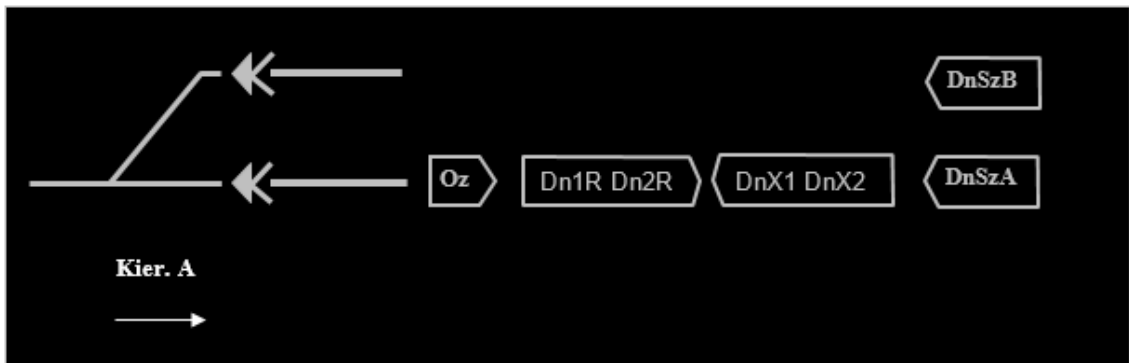 DnSzB
Oz
Dn1R Dn2R
DnX1 DnX2
DnSzA
Kier. A